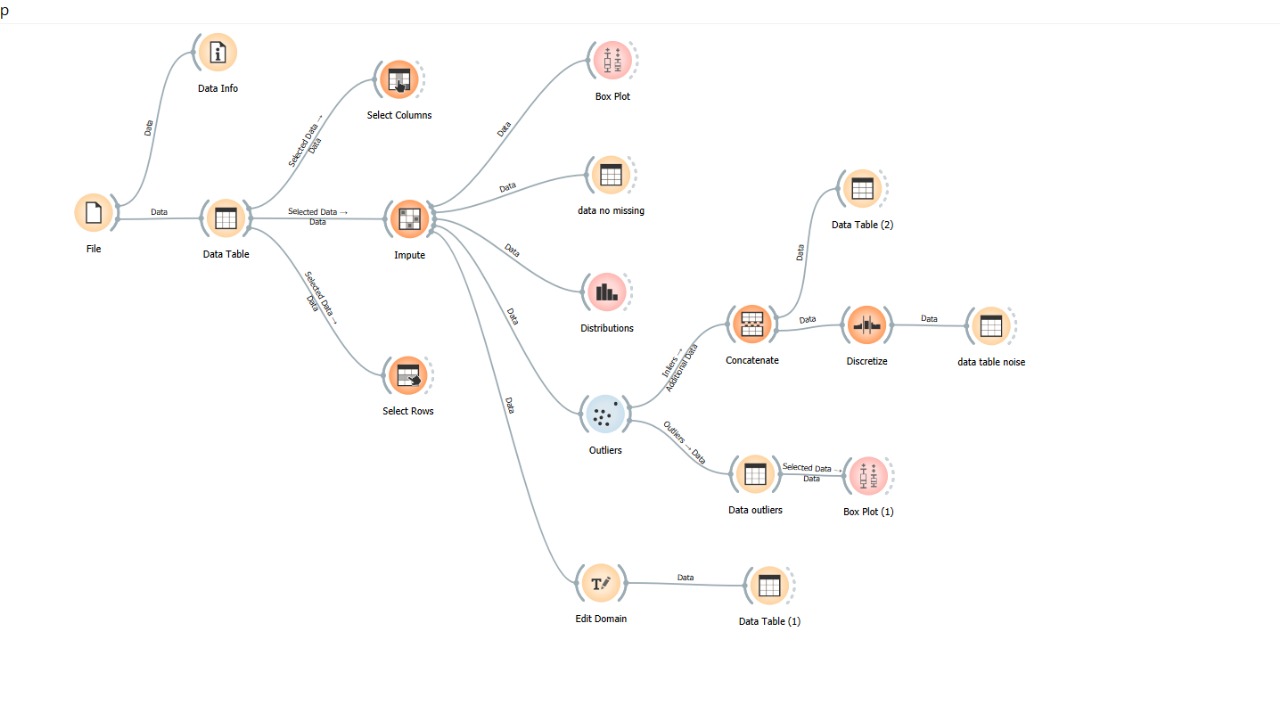 p
Data Info
Data
Select Columns
Selected Data →
Data
Box Plot
Data
data no missing
Data
File
Data
Data Table
Selected Data →
Data
Impute
Data
Distributions
Data Table (2)
Data
Selected Data →
Data
Select Rows
Data
Outliers
Inliers →
Additional Data
Concatenate
Data
Discretize
Data
data table noise
Outliers → Data
Data outliers
Selected Data →
Data
Box Plot (1)
Data
Edit Domain
Data
Data Table (1)